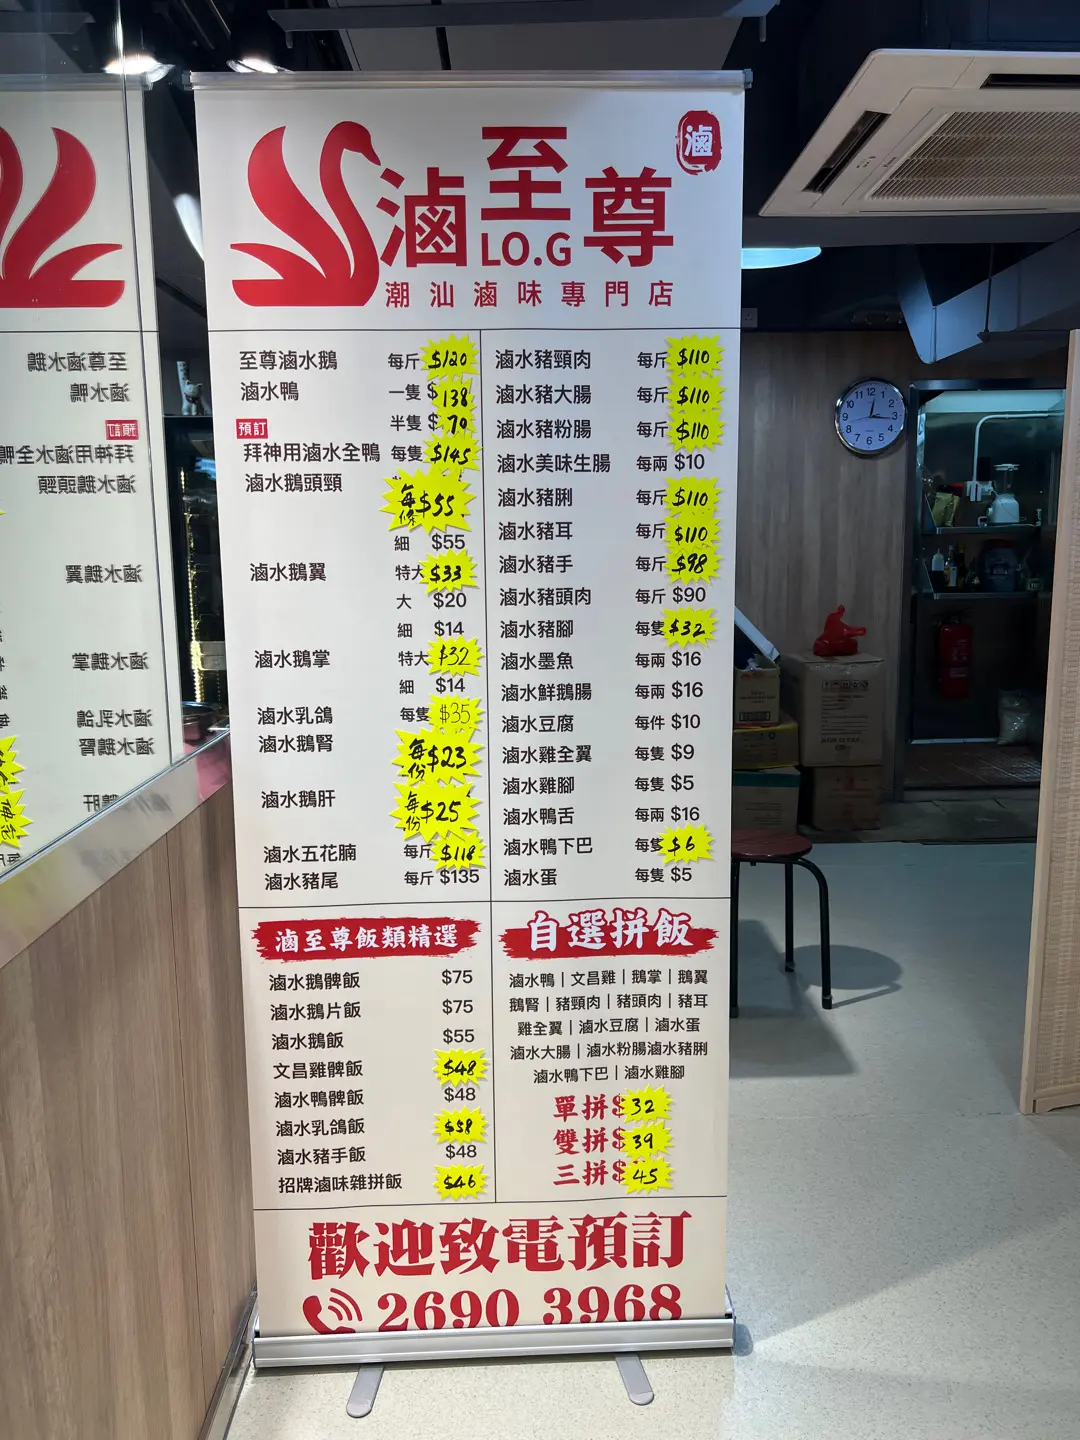 滷
滷至尊
LO.G
潮汕滷味專門店
至尊滷水鵝 每斤 $120
滷水鴨 一隻 $138
半隻 $70
預訂
拜神用滷水全鴨 每隻 $145
滷水鵝頭頸
每條 $55
細 $55
滷水鵝翼 特大 $33
大 $20
細 $14
滷水鵝掌 特大 $32
細 $14
滷水乳鴿 每隻 $35
滷水鵝腎 每份 $23
滷水鵝肝 每份 $25
滷水五花腩 每斤 $118
滷水豬尾 每斤 $135
滷水豬頸肉 每斤 $110
滷水豬大腸 每斤 $110
滷水豬粉腸 每斤 $110
滷水美味生腸 每兩 $10
滷水豬脷 每斤 $110
滷水豬耳 每斤 $110
滷水豬手 每斤 $98
滷水豬頭肉 每斤 $90
滷水豬腳 每隻 $32
滷水墨魚 每兩 $16
滷水鮮鵝腸 每兩 $16
滷水豆腐 每件 $10
滷水雞全翼 每隻 $9
滷水雞腳 每隻 $5
滷水鴨舌 每兩 $16
滷水鴨下巴 每隻 $6
滷水蛋 每隻 $5
滷至尊飯類精選
滷水鵝髀飯 $75
滷水鵝片飯 $75
滷水鵝飯 $55
文昌雞髀飯 $48
滷水鴨髀飯 $48
滷水乳鴿飯 $58
滷水豬手飯 $48
招牌滷味雜拼飯 $46
自選拼飯
滷水鴨 | 文昌雞 | 鵝掌 | 鵝翼
鵝腎 | 豬頸肉 | 豬頭肉 | 豬耳
雞全翼 | 滷水豆腐 | 滷水蛋
滷水大腸 | 滷水粉腸滷水豬脷
滷水鴨下巴 | 滷水雞腳
單拼$32
雙拼$39
三拼$45
歡迎致電預訂
2690 3968